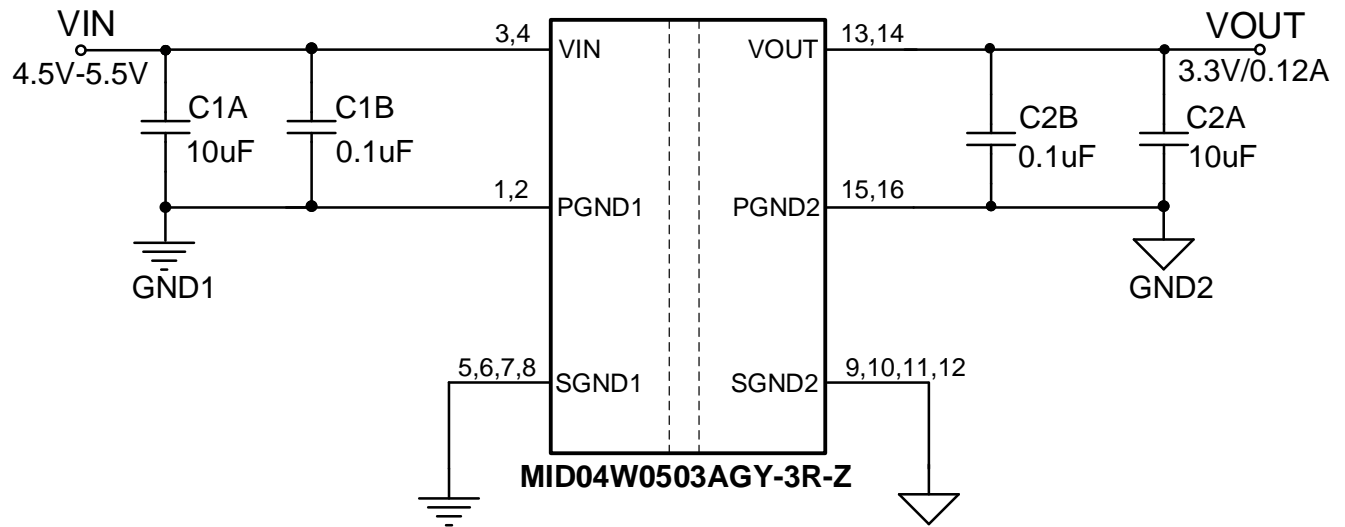 VIN
4.5V-5.5V
C1A
10uF
C1B
0.1uF
GND1
3,4
1,2
5,6,7,8
VIN
PGND1
SGND1
VOUT
PGND2
SGND2
MID04W0503AGY-3R-Z
13,14
15,16
9,10,11,12
C2B
0.1uF
C2A
10uF
VOUT
3.3V/0.12A
GND2